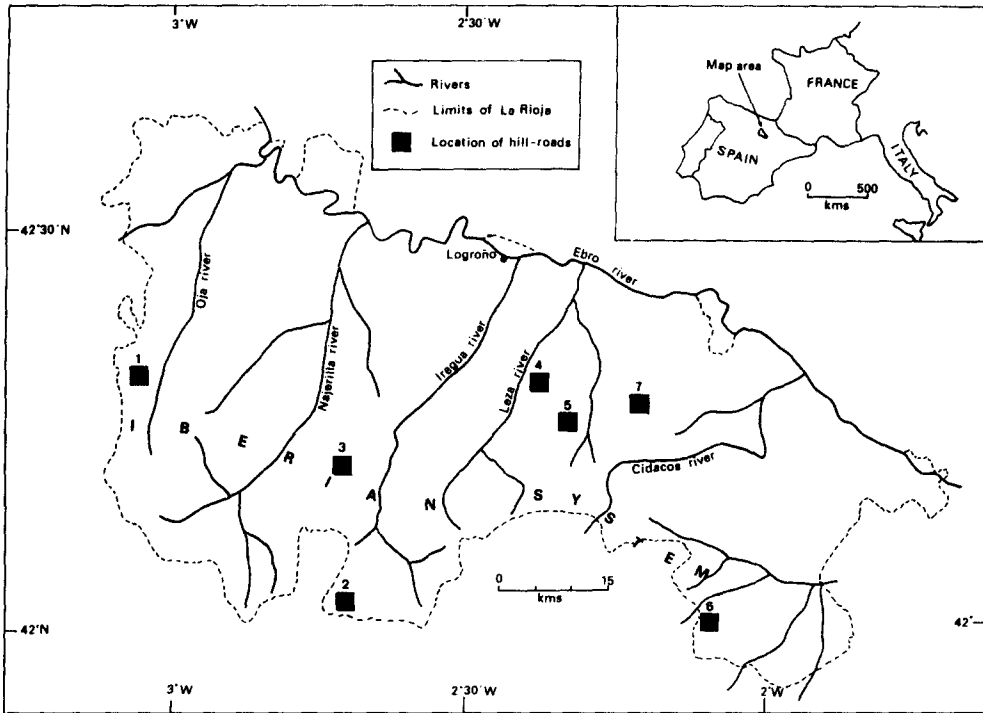 3°W
2°30'W
Rivers
Limits of La Rioja
Location of hill-roads
Map area
FRANCE
SPAIN
ITALY
0 500
kms
42°30'N
Logroño
Ebro river
Oja river
Najerilla river
Iregua river
Leza river
Cidacos river
1
4
5
7
3
2
6
IBERIAN SYSTEM
0 15
kms
42°N
42°
3°W
2°30'W
2°W